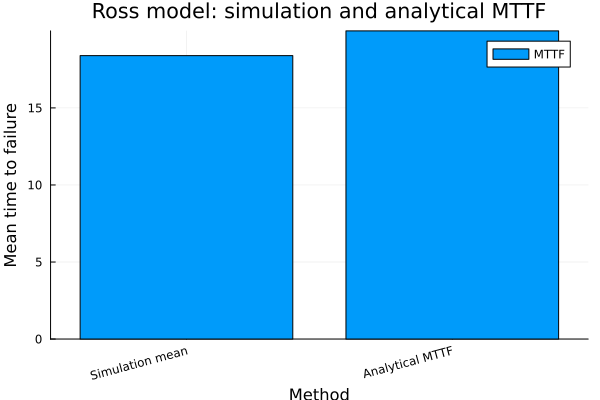 Ross model: simulation and analytical MTTF
MTTF
Mean time to failure
15
10
5
0
Simulation mean
Analytical MTTF
Method